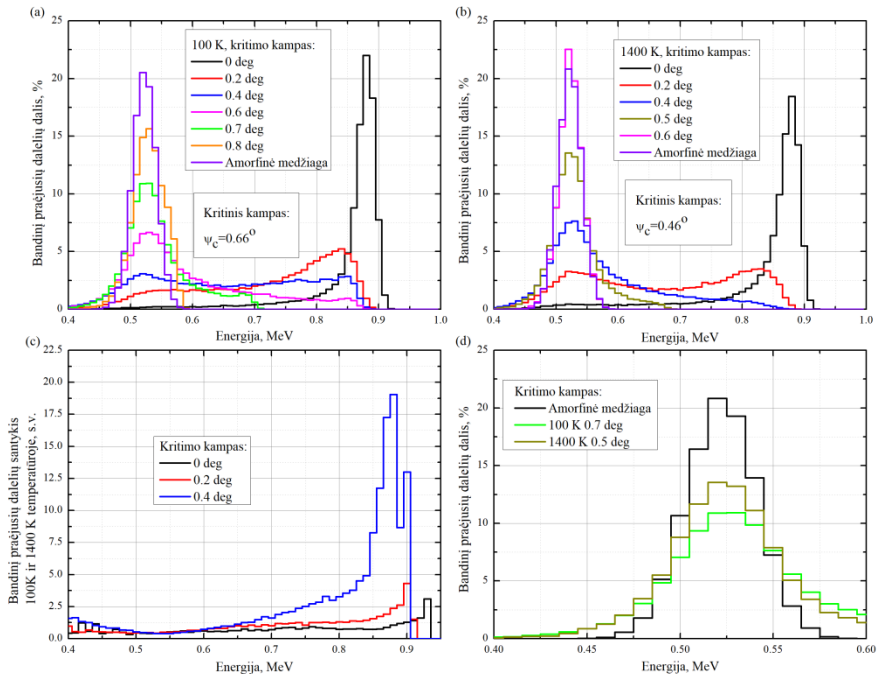 (a)
Bandinį praėjusių dalelių dalis, %
25
20
15
10
5
0
100 K, kritimo kampas:
0 deg
0.2 deg
0.4 deg
0.6 deg
0.7 deg
0.8 deg
Amorfinė medžiaga
Kritinis kampas:
ψc=0.66o
0.4 0.5 0.6 0.7 0.8 0.9 1.0
Energija, MeV
(b)
Bandinį praėjusių dalelių dalis, %
25
20
15
10
5
0
1400 K, kritimo kampas:
0 deg
0.2 deg
0.4 deg
0.5 deg
0.6 deg
Amorfinė medžiaga
Kritinis kampas:
ψc=0.46o
0.4 0.5 0.6 0.7 0.8 0.9 1.0
Energija, MeV
(c)
Bandinį praėjusių dalelių santykis
100K ir 1400 K temperatūroje, s.v.
25.0
22.5
20.0
17.5
15.0
12.5
10.0
7.5
5.0
2.5
0.0
Kritimo kampas:
0 deg
0.2 deg
0.4 deg
0.4 0.5 0.6 0.7 0.8 0.9
Energija, MeV
(d)
Bandinį praėjusių dalelių dalis, %
25
20
15
10
5
0
Kritimo kampas:
Amorfinė medžiaga
100 K 0.7 deg
1400 K 0.5 deg
0.40 0.45 0.50 0.55 0.60
Energija, MeV